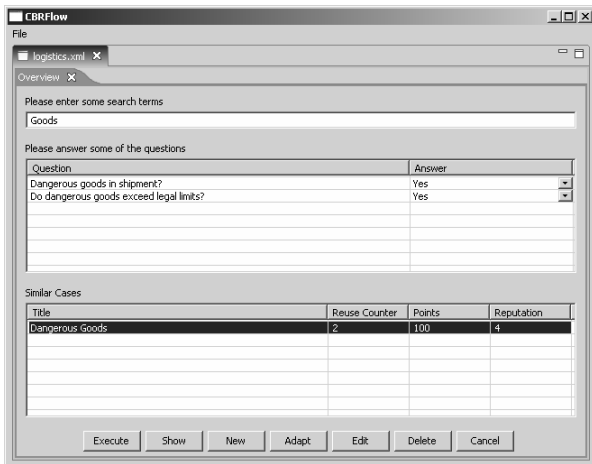 CBRFlow
File
logistics.xml
Overview
Please enter some search terms
Goods
Please answer some of the questions
Question Answer
Dangerous goods in shipment? Yes
Do dangerous goods exceed legal limits? Yes
Similar Cases
Title Reuse Counter Points Reputation
Dangerous Goods 2 100 4
Execute Show New Adapt Edit Delete Cancel